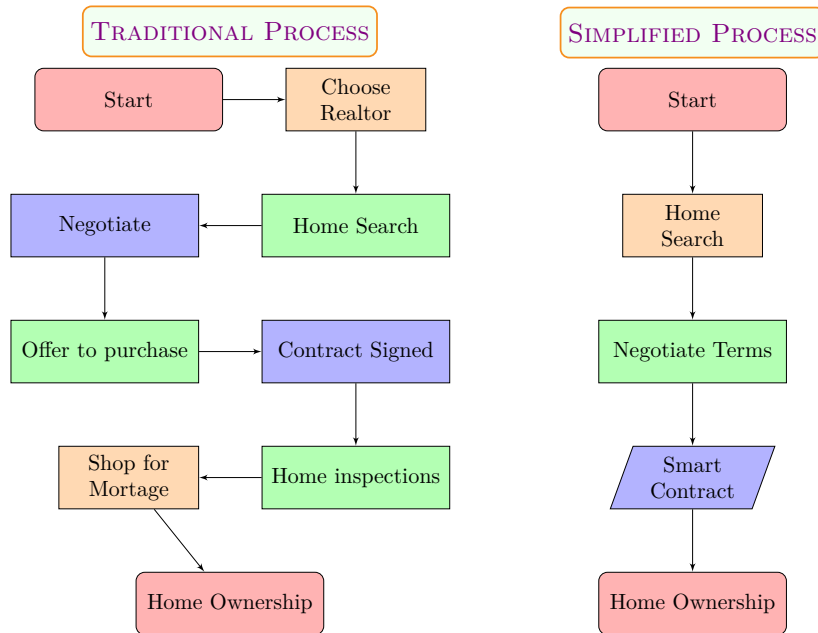 TRADITIONAL PROCESS
Start
Choose
Realtor
Negotiate
Home Search
Offer to purchase
Contract Signed
Shop for
Mortage
Home inspections
Home Ownership
SIMPLIFIED PROCESS
Start
Home
Search
Negotiate Terms
Smart
Contract
Home Ownership